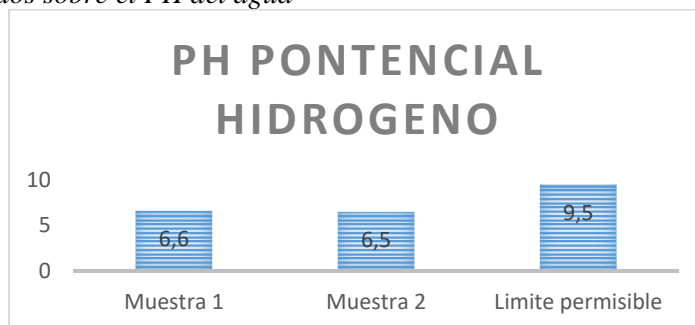 sobre el PH del agua
PH PONTENCIAL
HIDROGENO
10
5
0
6,6
6,5
9,5
Muestra 1
Muestra 2
Limite permisible